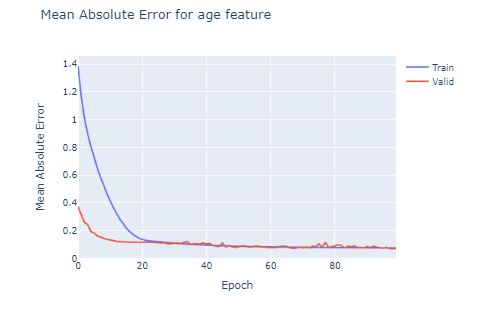 Mean Absolute Error for age feature
Train
Valid
1.4
1.2
1
0.8
0.6
0.4
0.2
0
Mean Absolute Error
0
20
40
60
80
Epoch